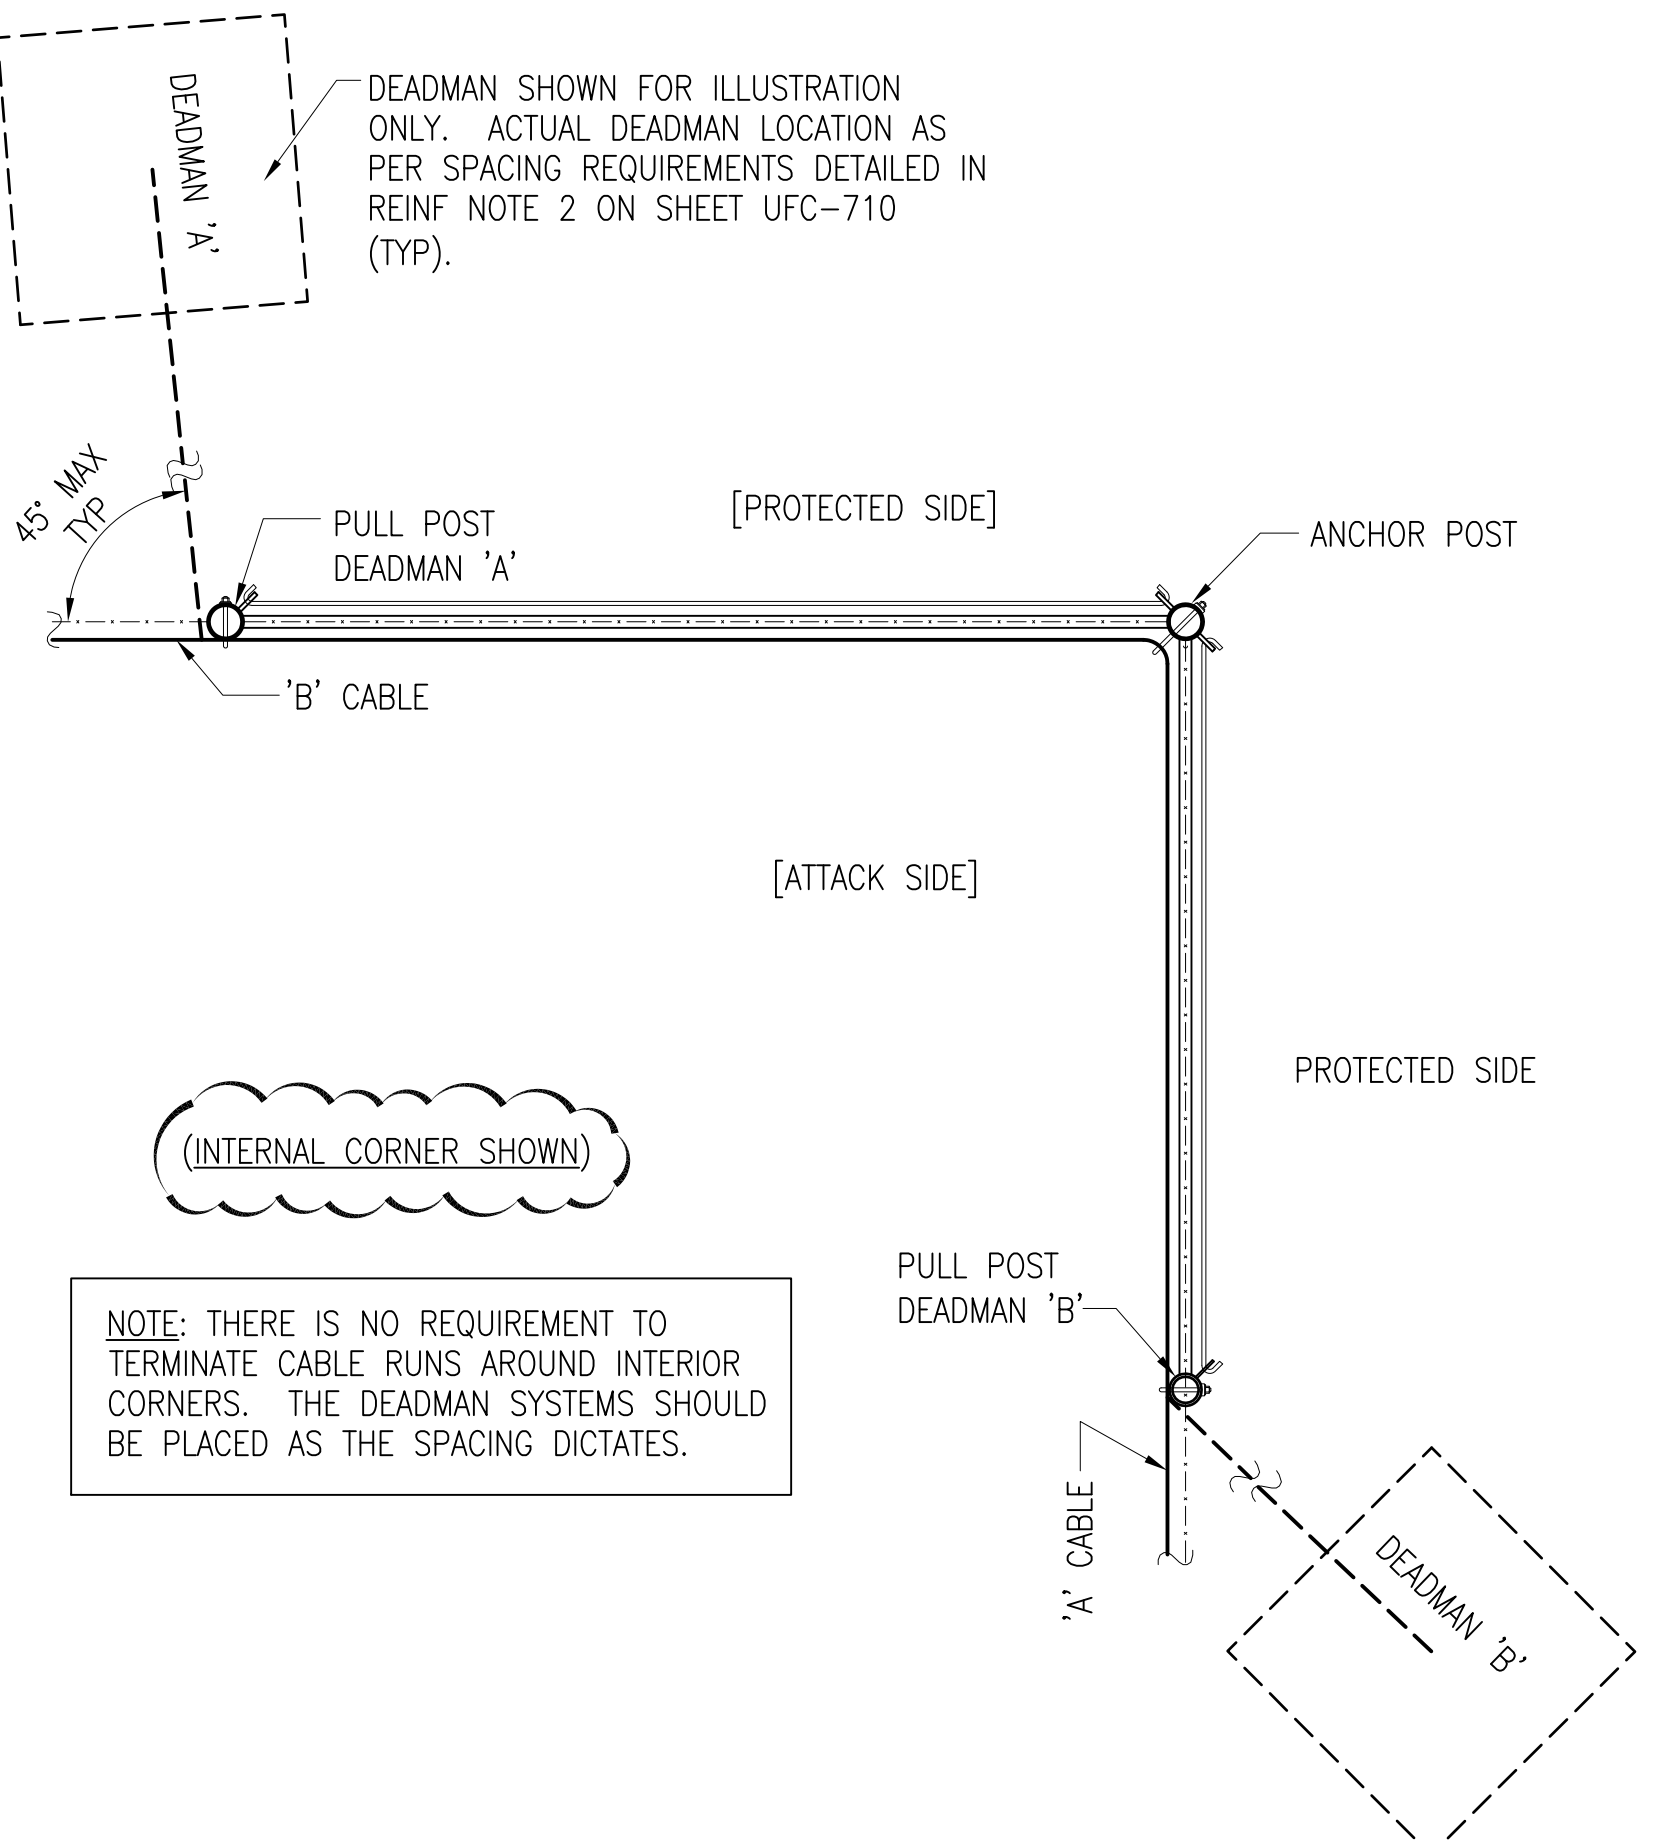 DEADMAN 'A'
DEADMAN SHOWN FOR ILLUSTRATION
ONLY. ACTUAL DEADMAN LOCATION AS
PER SPACING REQUIREMENTS DETAILED IN
REINF NOTE 2 ON SHEET UFC-710
(TYP).
45° MAX
TYP
PULL POST
DEADMAN 'A'
[PROTECTED SIDE]
ANCHOR POST
'B' CABLE
[ATTACK SIDE]
PROTECTED SIDE
(INTERNAL CORNER SHOWN)
PULL POST
DEADMAN 'B'
NOTE: THERE IS NO REQUIREMENT TO
TERMINATE CABLE RUNS AROUND INTERIOR
CORNERS. THE DEADMAN SYSTEMS SHOULD
BE PLACED AS THE SPACING DICTATES.
'A' CABLE
DEADMAN 'B'